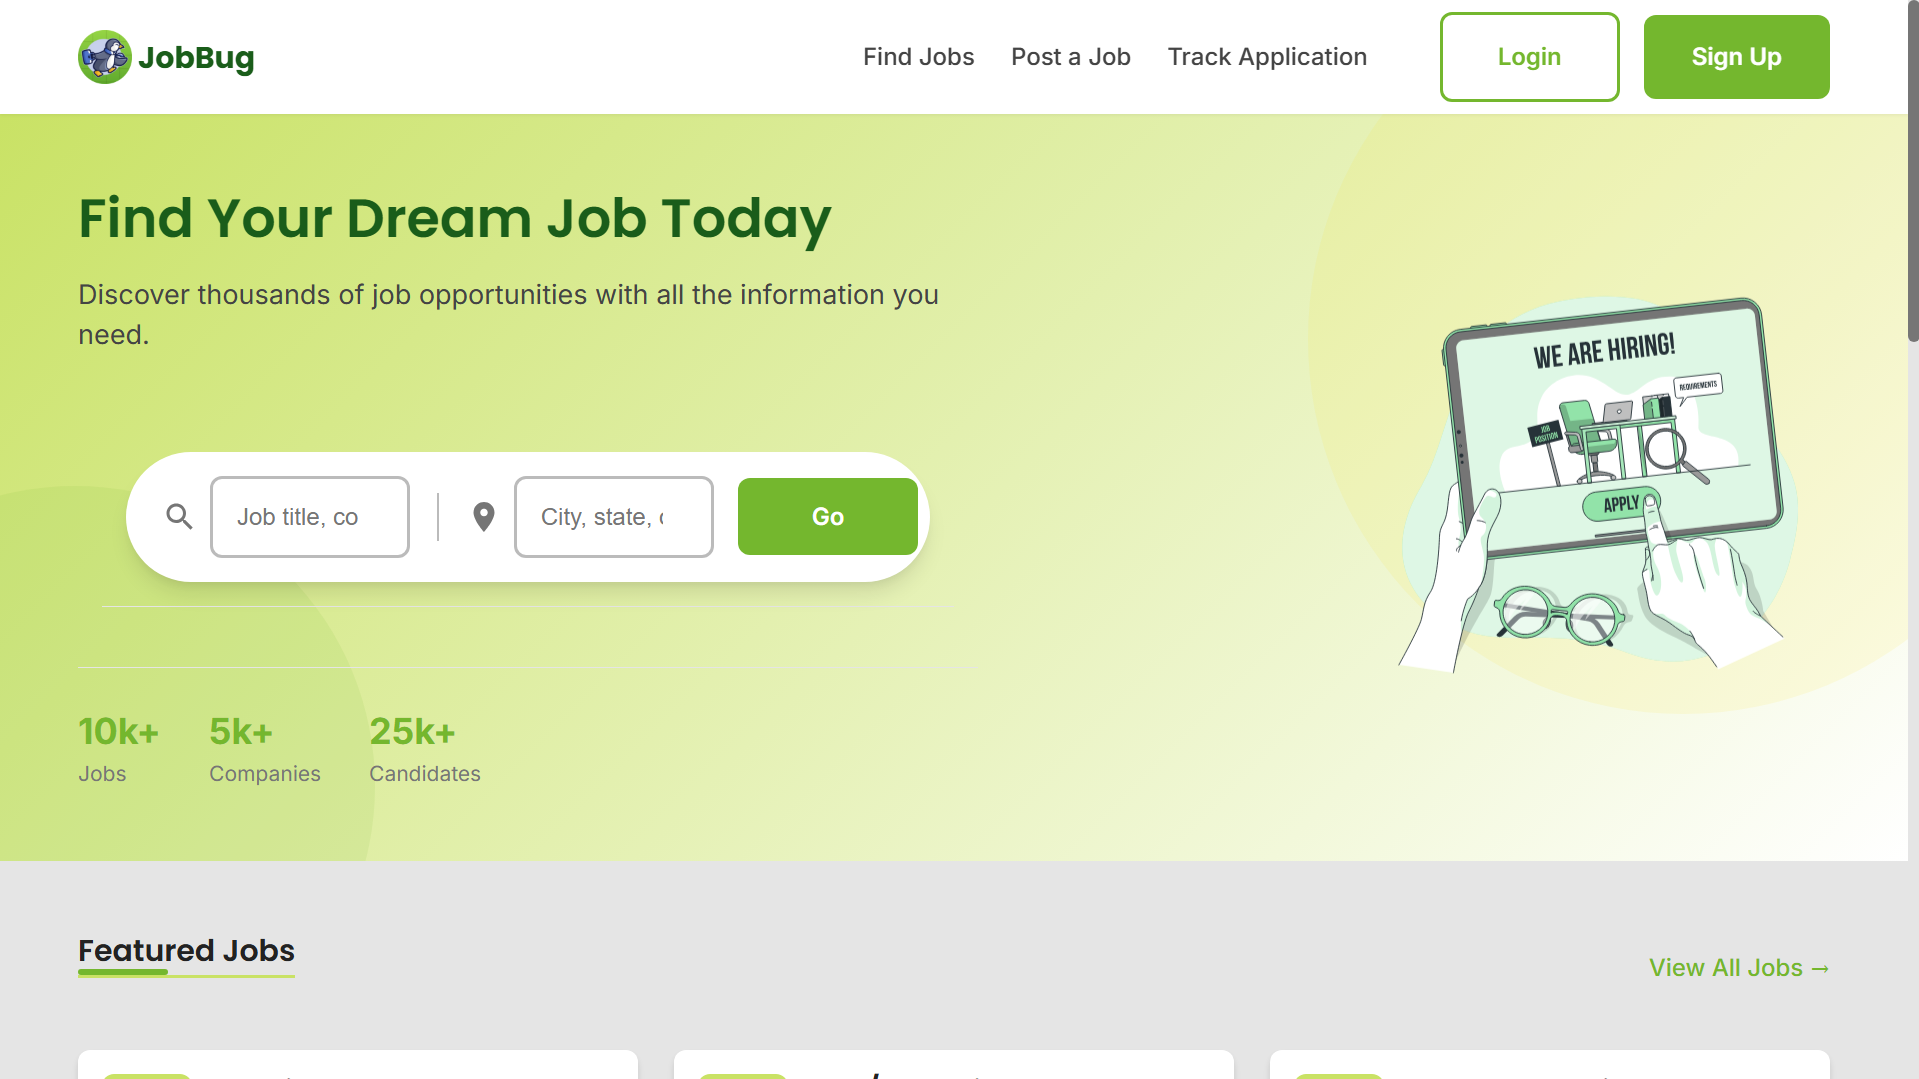 JobBug
Find Jobs
Post a Job
Track Application
Login
Sign Up
Find Your Dream Job Today
Discover thousands of job opportunities with all the information you
need.
WE ARE HIRING!
REQUIREMENTS
JOB
POSITION
APPLY
Job title, co
City, state,
Go
10k+
Jobs
5k+
Companies
25k+
Candidates
Featured Jobs
View All Jobs →